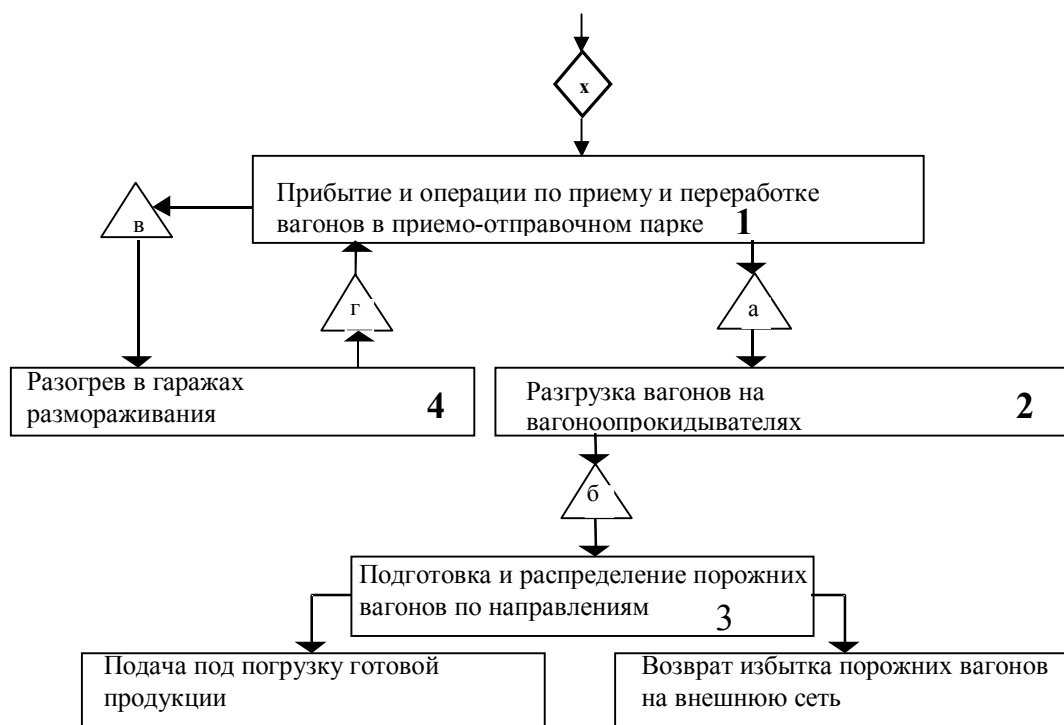 х
Прибытие и операции по приему и переработке
вагонов в приемо-отправочном парке 1
в
г
а
Разогрев в гаражах
размораживания 4
Разгрузка вагонов на 2
вагоноопрокидывателях
б
Подготовка и распределение порожних
вагонов по направлениям 3
Подача под погрузку готовой
продукции
Возврат избытка порожних вагонов
на внешнюю сеть